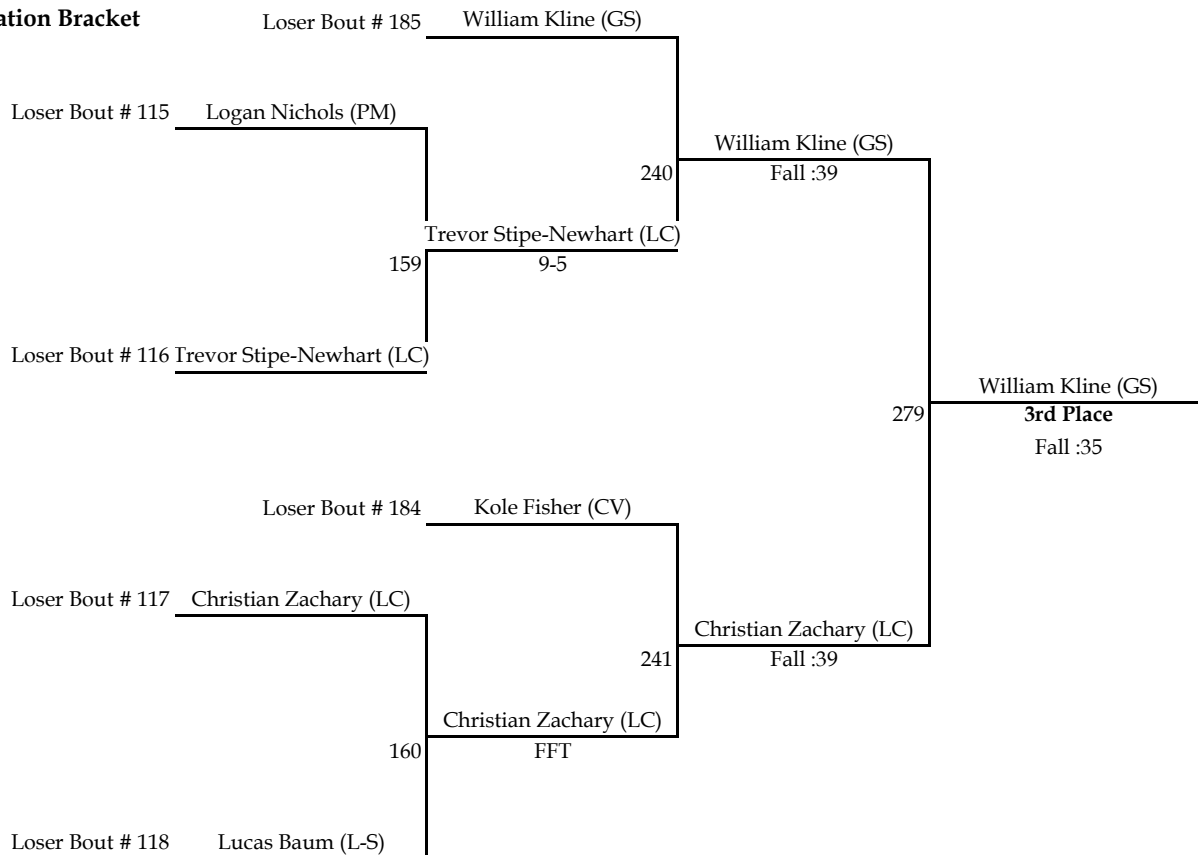 ation Bracket
Loser Bout # 185 William Kline (GS)
Loser Bout # 115 Logan Nichols (PM)
William Kline (GS)
240 Fall :39
Trevor Stipe-Newhart (LC)
159 9-5
Loser Bout # 116 Trevor Stipe-Newhart (LC)
William Kline (GS)
279 3rd Place
Fall :35
Loser Bout # 184 Kole Fisher (CV)
Loser Bout # 117 Christian Zachary (LC)
Christian Zachary (LC)
241 Fall :39
Christian Zachary (LC)
160 FFT
Loser Bout # 118 Lucas Baum (L-S)